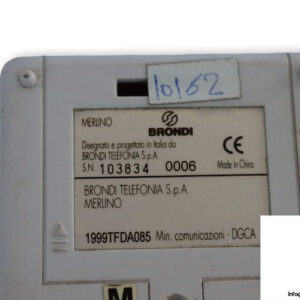 10162
MERLINO
BRONDI
Disegnato e progettato in Italia da
BRONDI TELEFONIA S.p.A.
S.N. 103834 0006
CE
Made in China
BRONDI TELEFONIA S.p.A.
MERLINO
1999TFDA085 Min. comunicazioni - DGCA
M